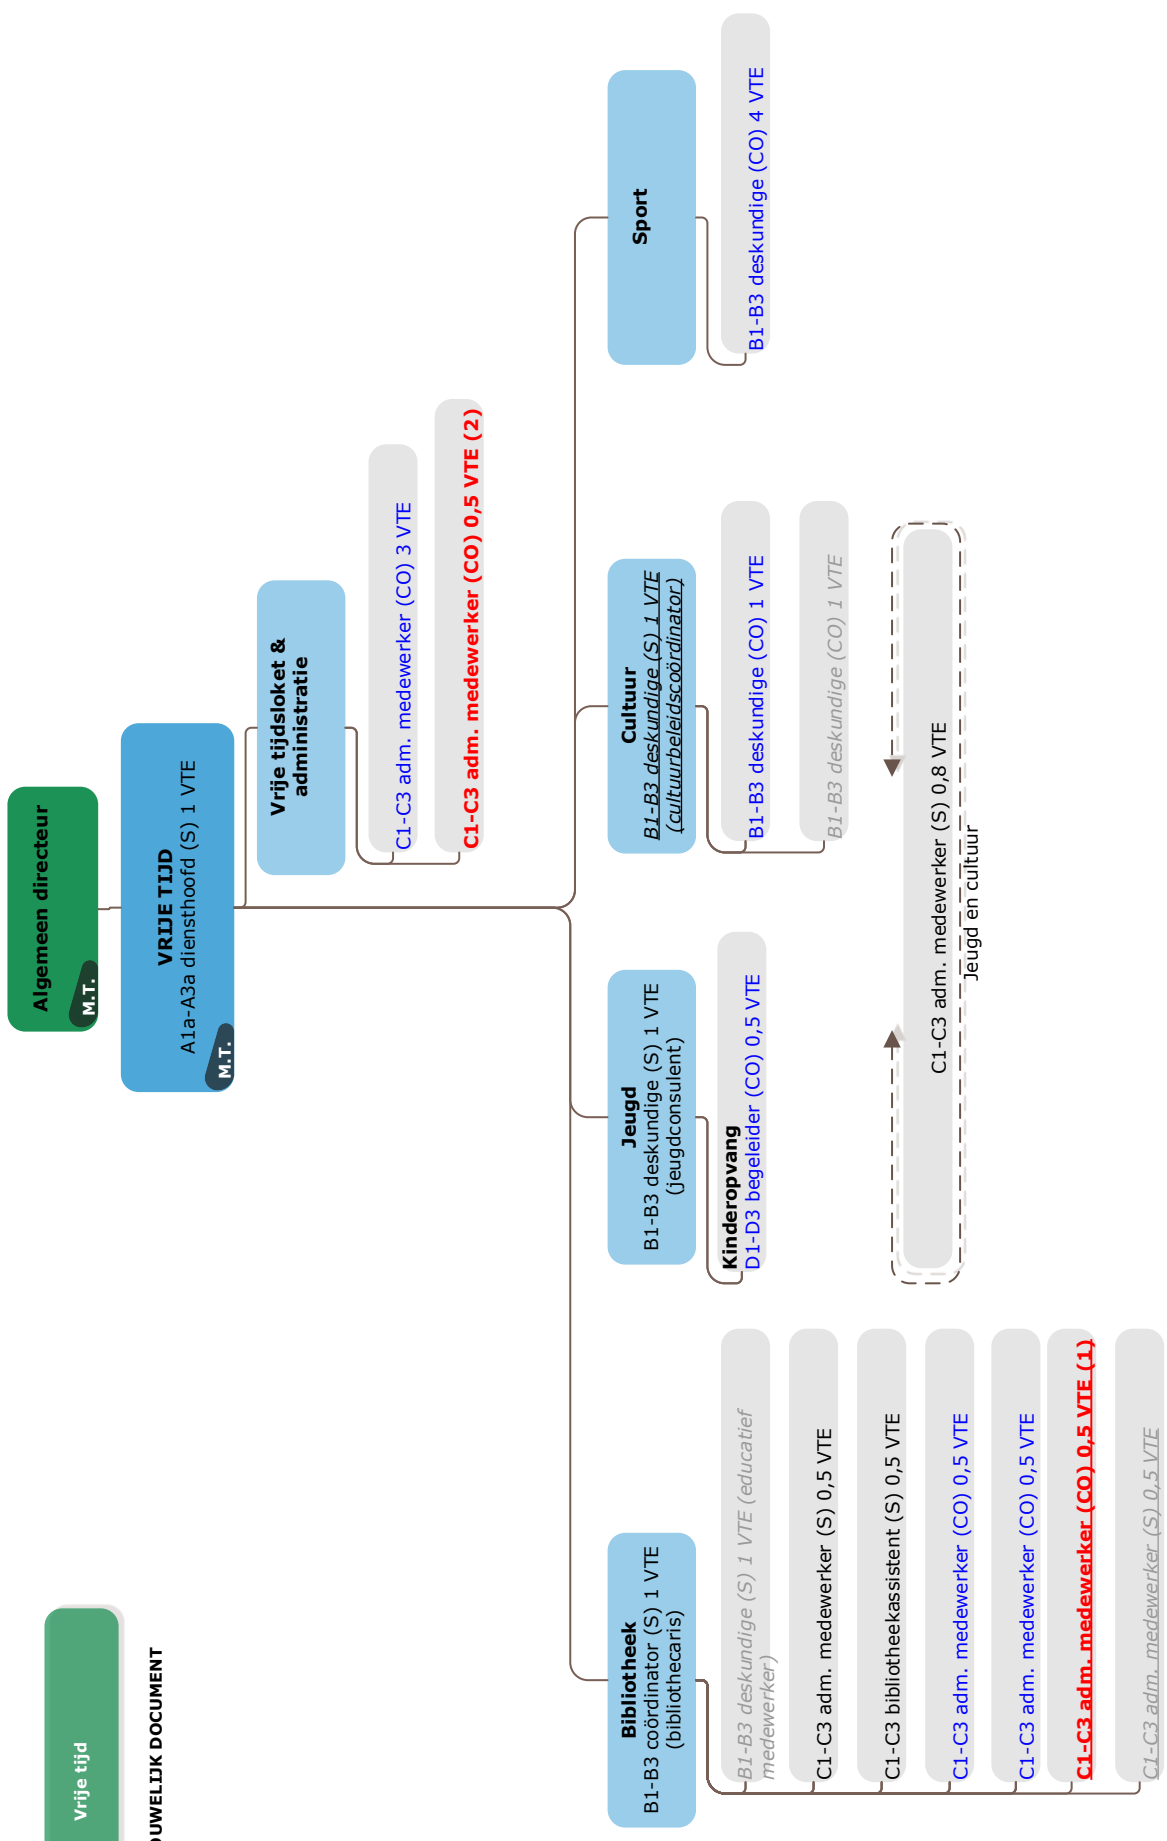 Vrije tijd
OUWELIJK DOCUMENT
Algemeen directeur
M.T.
VRIJE TIJD
A1a-A3a diensthoofd (S) 1 VTE
M.T.
Vrije tijdsloket &
administratie
C1-C3 adm. medewerker (CO) 3 VTE
C1-C3 adm. medewerker (CO) 0,5 VTE (2)
Bibliotheek
B1-B3 coördinator (S) 1 VTE
(bibliothecaris)
B1-B3 deskundige (S) 1 VTE (educatief
medewerker)
C1-C3 adm. medewerker (S) 0,5 VTE
C1-C3 bibliotheekassistent (S) 0,5 VTE
C1-C3 adm. medewerker (CO) 0,5 VTE
C1-C3 adm. medewerker (CO) 0,5 VTE
C1-C3 adm. medewerker (CO) 0,5 VTE (1)
C1-C3 adm. medewerker (S) 0,5 VTE
Jeugd
B1-B3 deskundige (S) 1 VTE
(jeugdconsulent)
Kinderopvang
D1-D3 begeleider (CO) 0,5 VTE
Cultuur
B1-B3 deskundige (S) 1 VTE
(cultuurbeleidscoördinator)
B1-B3 deskundige (CO) 1 VTE
B1-B3 deskundige (CO) 1 VTE
C1-C3 adm. medewerker (S) 0,8 VTE
Jeugd en cultuur
Sport
B1-B3 deskundige (CO) 4 VTE